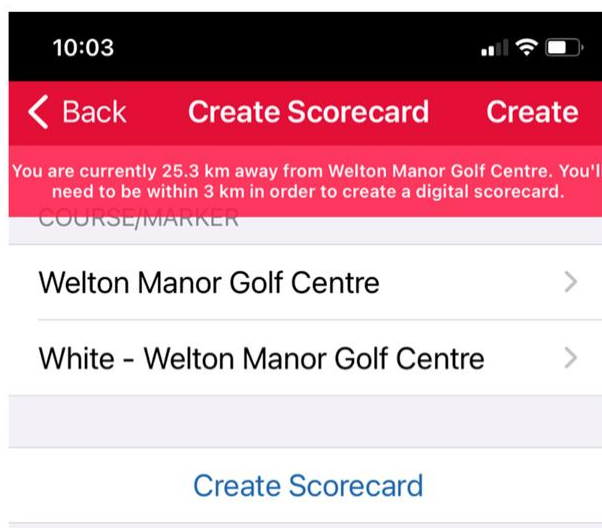 10:03
Back Create Scorecard Create
You are currently 25.3 km away from Welton Manor Golf Centre. You'l
need to be within 3 km in order to create a digital scorecard.
COURSE/MARKER
Welton Manor Golf Centre
White - Welton Manor Golf Centre
Create Scorecard